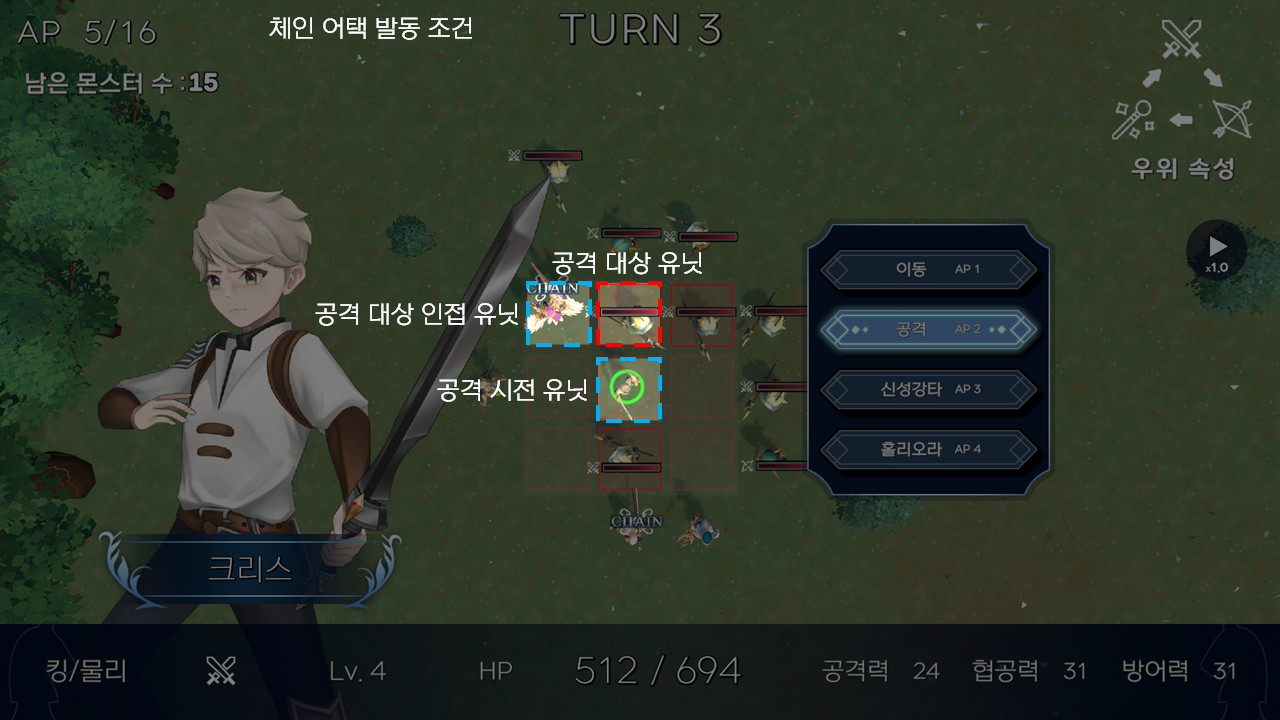 AP 5/16
체인 어택 발동 조건
TURN 3
남은 몬스터 수 : 15
우위 속성
x1.0
공격 대상 유닛
CHAIN
공격 대상 인접 유닛
공격 시전 유닛
CHAIN
이동 AP 1
공격 AP 2
신성강타 AP 3
홀리오라 AP 4
크리스
킹/물리
Lv. 4
HP 512 / 694
공격력 24
협공력 31
방어력 31